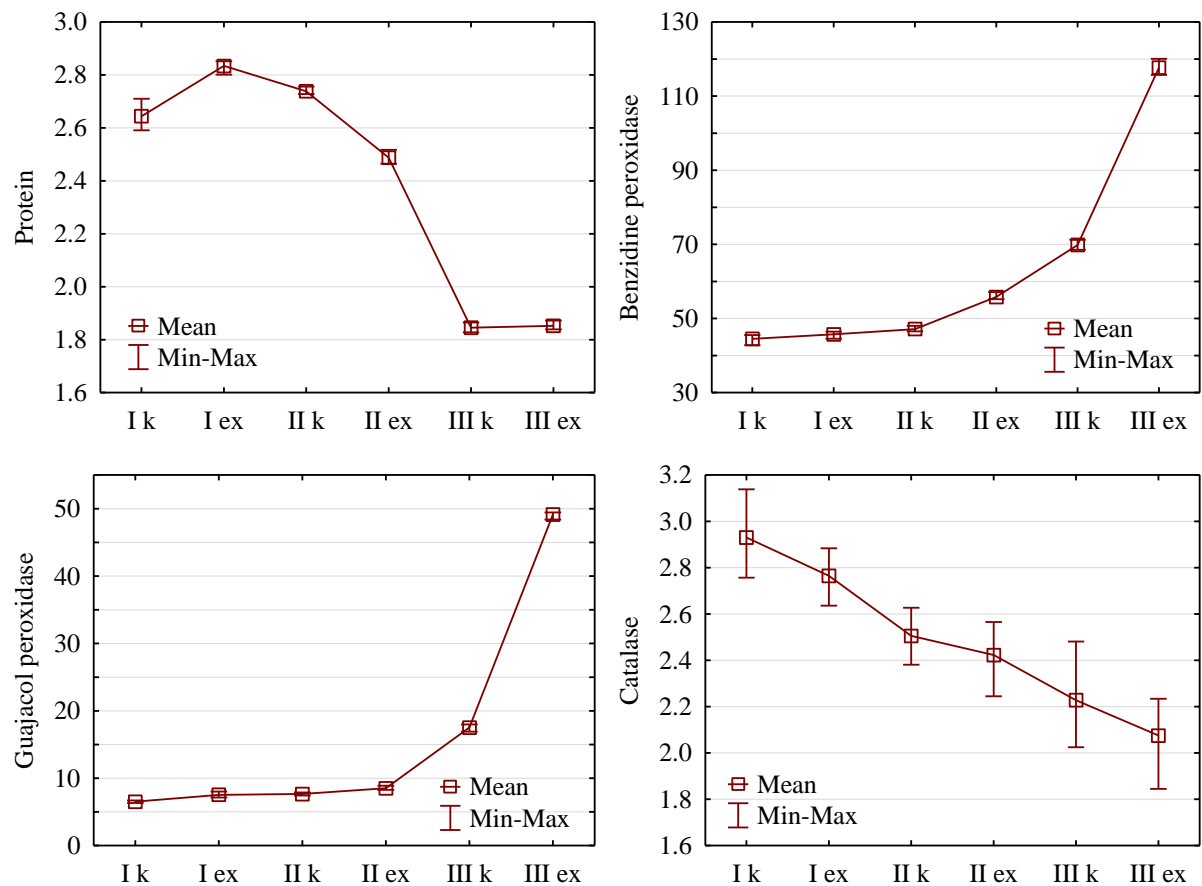 Protein
3.0
2.8
2.6
2.4
2.2
2.0
1.8
1.6
Mean
Min-Max
I k I ex II k II ex III k III ex
Benzidine peroxidase
130
110
90
70
50
30
Mean
Min-Max
I k I ex II k II ex III k III ex
Guajacol peroxidase
50
40
30
20
10
0
Mean
Min-Max
I k I ex II k II ex III k III ex
Catalase
3.2
3.0
2.8
2.6
2.4
2.2
2.0
1.8
1.6
Mean
Min-Max
I k I ex II k II ex III k III ex